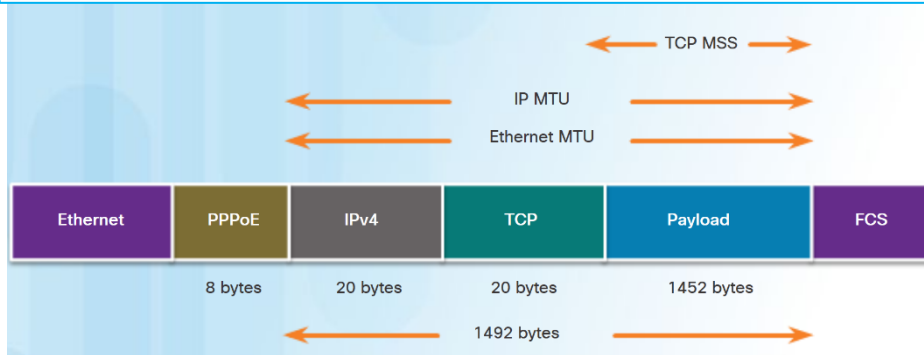 TCP MSS
IP MTU
Ethernet MTU
Ethernet PPPoE IPv4 TCP Payload FCS
8 bytes 20 bytes 20 bytes 1452 bytes
1492 bytes